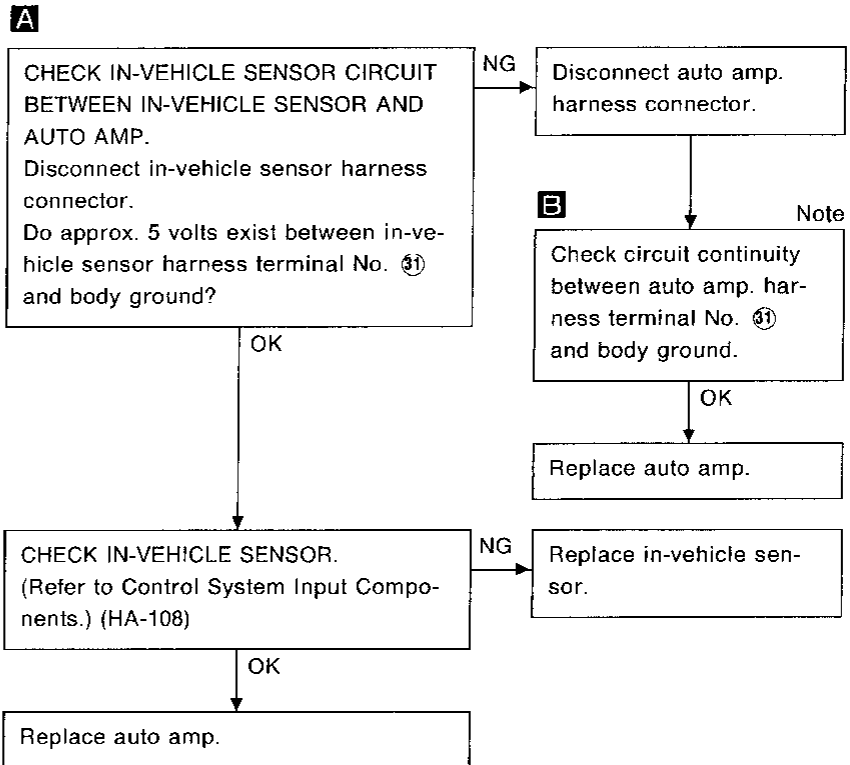 A
CHECK IN-VEHICLE SENSOR CIRCUIT
BETWEEN IN-VEHICLE SENSOR AND
AUTO AMP.
Disconnect in-vehicle sensor harness
connector.
Do approx. 5 volts exist between in-ve-
hicle sensor harness terminal No. ㉛
and body ground?
NG
Disconnect auto amp.
harness connector.
B
Note
Check circuit continuity
between auto amp. har-
ness terminal No. ㉛
and body ground.
OK
Replace auto amp.
OK
CHECK IN-VEHICLE SENSOR.
(Refer to Control System Input Compo-
nents.) (HA-108)
NG
Replace in-vehicle sen-
sor.
OK
Replace auto amp.